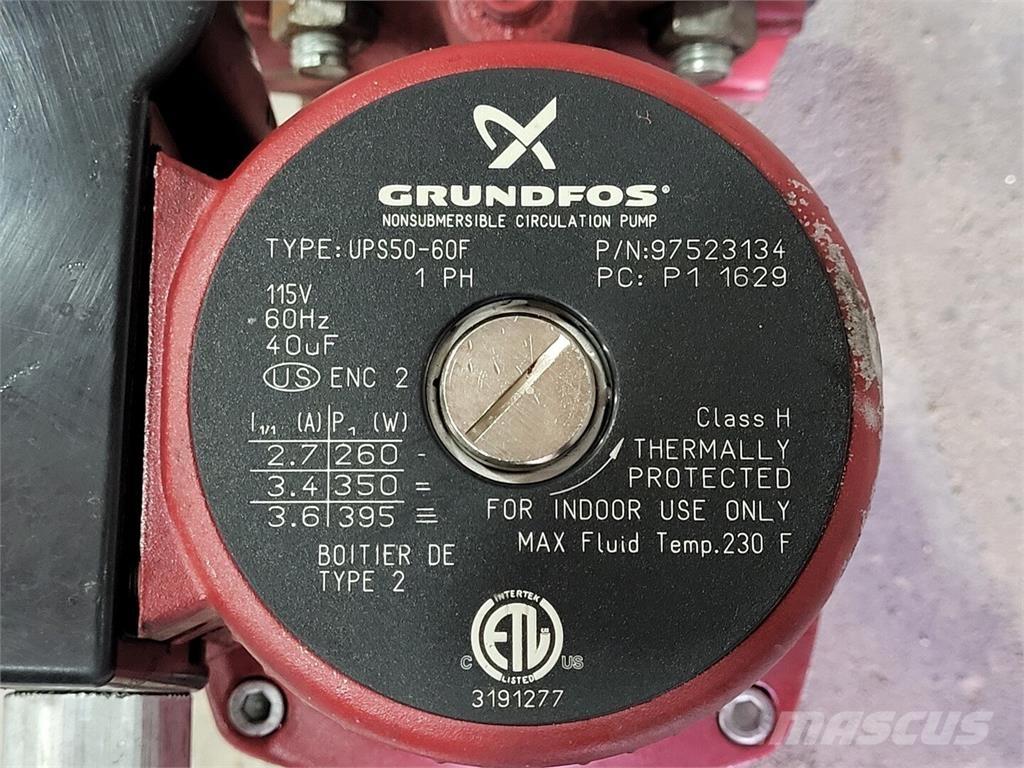 GRUNDFOS®
NONSUBMERSIBLE CIRCULATION PUMP
TYPE: UPS50-60F P/N:97523134
1 PH PC: P1 1629
115V
60Hz
40uF
US ENC 2
I1/1 (A) P1 (W)
2.7 260 -
3.4 350 =
3.6 395 ≡
Class H
THERMALLY
PROTECTED
FOR INDOOR USE ONLY
MAX Fluid Temp.230 F
BOITIER DE
TYPE 2
INTERTEK
ETL
C US
LISTED
3191277
MASCUS